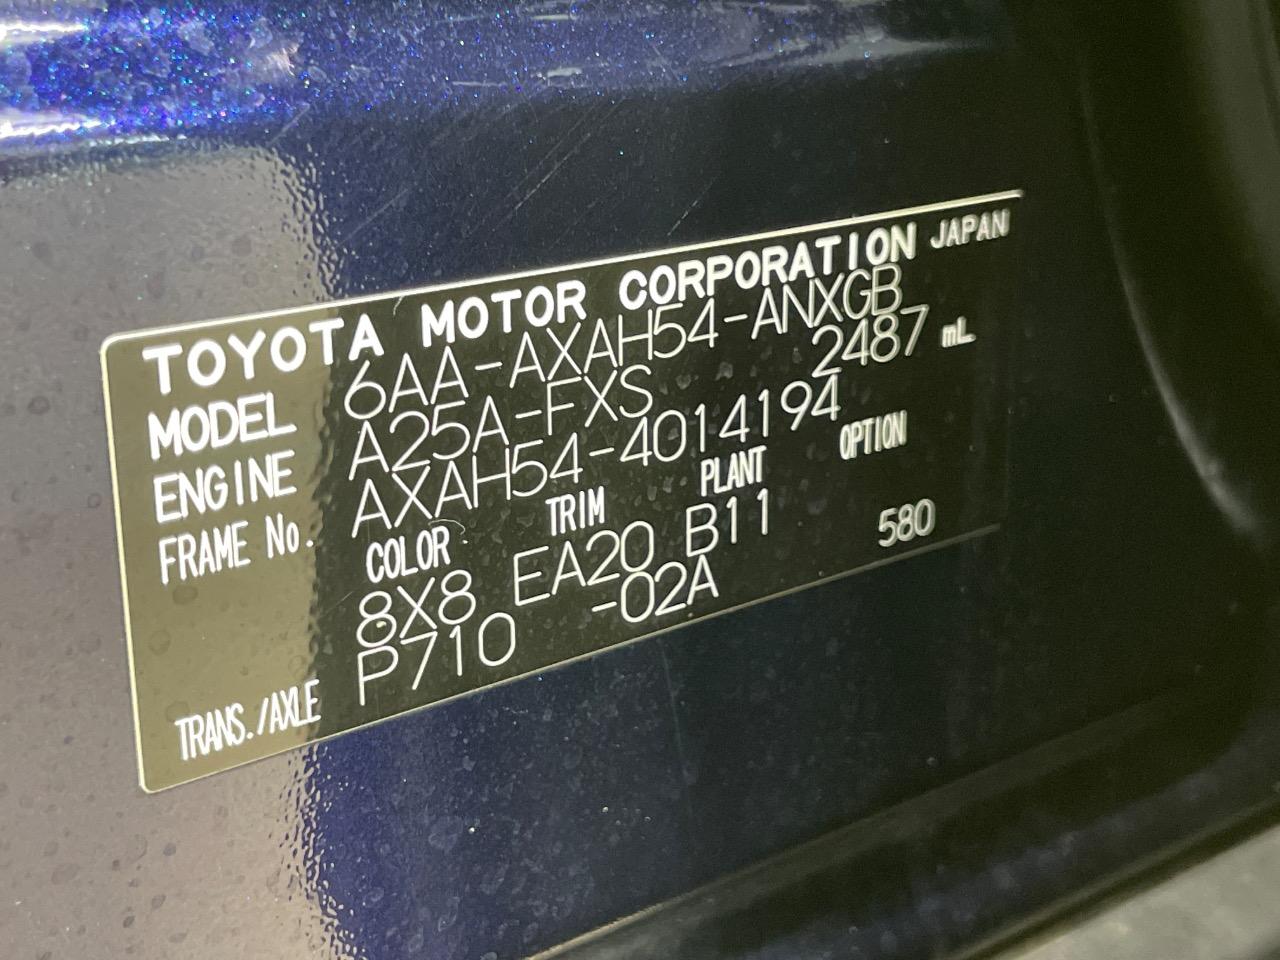 TOYOTA MOTOR CORPORATION JAPAN
MODEL 6AA-AXAH54-ANXGB
ENGINE A25A-FXS 2487 mL
FRAME No. AXAH54-4014194
COLOR TRIM PLANT OPTION
8X8 EA20 B11 580
TRANS./AXLE P710 -02A